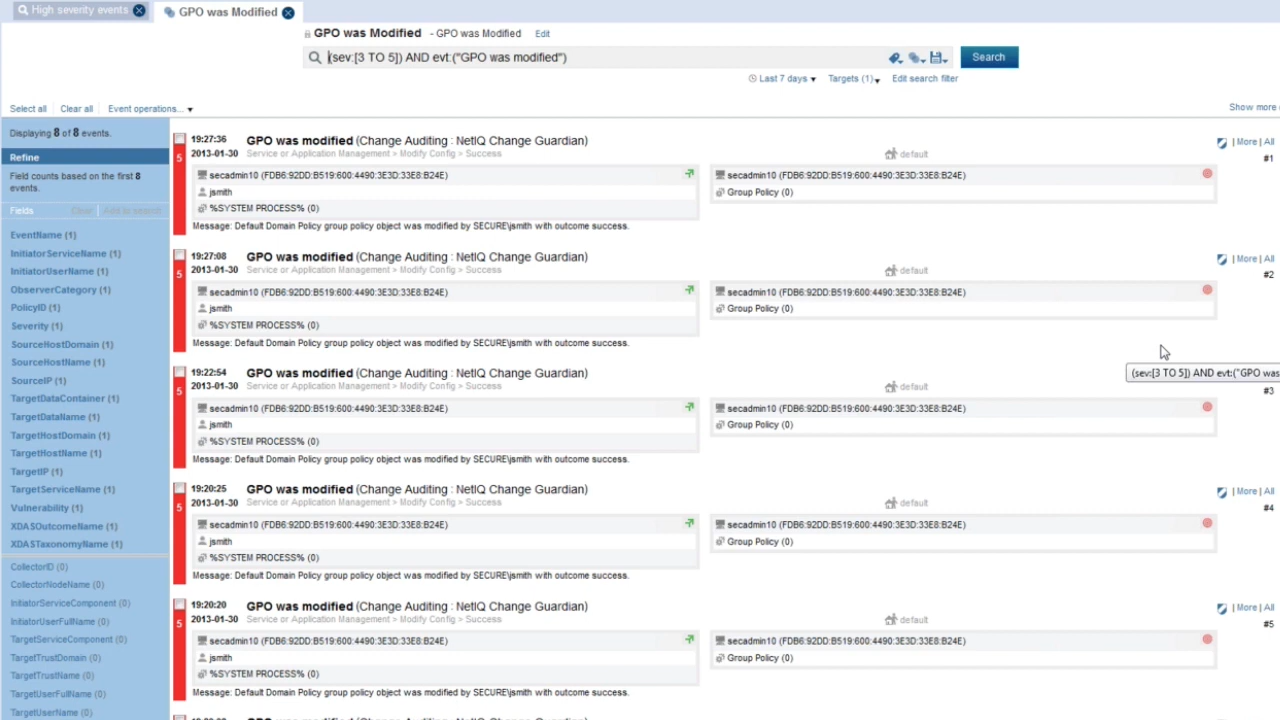 High severity events
GPO was Modified
GPO was Modified - GPO was Modified Edit
(sev:[3 TO 5]) AND evt:("GPO was modified")
Search
Last 7 days Targets (1) Edit search filter
Select all Clear all Event operations...
Show more
Displaying 8 of 8 events.
Refine
Field counts based on the first 8
events.
Fields Clear Add to search
EventName (1)
InitiatorServiceName (1)
InitiatorUserName (1)
ObserverCategory (1)
PolicyID (1)
Severity (1)
SourceHostDomain (1)
SourceHostName (1)
SourceIP (1)
TargetDataContainer (1)
TargetDataName (1)
TargetHostDomain (1)
TargetHostName (1)
TargetIP (1)
TargetServiceName (1)
Vulnerability (1)
XDASOutcomeName (1)
XDASTaxonomyName (1)
CollectorID (0)
CollectorNodeName (0)
InitiatorServiceComponent (0)
InitiatorUserFullName (0)
TargetServiceComponent (0)
TargetTrustDomain (0)
TargetTrustName (0)
TargetUserFullName (0)
TargetUserName (0)
19:27:36 GPO was modified (Change Auditing : NetIQ Change Guardian) | More | All
5 2013-01-30 Service or Application Management > Modify Config > Success default #1
secadmin10 (FDB6:92DD:B519:600:4490:3E3D:33E8:B24E) secadmin10 (FDB6:92DD:B519:600:4490:3E3D:33E8:B24E)
jsmith Group Policy (0)
%SYSTEM PROCESS% (0)
Message: Default Domain Policy group policy object was modified by SECURE\jsmith with outcome success.
19:27:08 GPO was modified (Change Auditing : NetIQ Change Guardian) | More | All
5 2013-01-30 Service or Application Management > Modify Config > Success default #2
secadmin10 (FDB6:92DD:B519:600:4490:3E3D:33E8:B24E) secadmin10 (FDB6:92DD:B519:600:4490:3E3D:33E8:B24E)
jsmith Group Policy (0)
%SYSTEM PROCESS% (0)
Message: Default Domain Policy group policy object was modified by SECURE\jsmith with outcome success.
(sev:[3 TO 5]) AND evt:("GPO was
19:22:54 GPO was modified (Change Auditing : NetIQ Change Guardian)
5 2013-01-30 Service or Application Management > Modify Config > Success default #3
secadmin10 (FDB6:92DD:B519:600:4490:3E3D:33E8:B24E) secadmin10 (FDB6:92DD:B519:600:4490:3E3D:33E8:B24E)
jsmith Group Policy (0)
%SYSTEM PROCESS% (0)
Message: Default Domain Policy group policy object was modified by SECURE\jsmith with outcome success.
19:20:25 GPO was modified (Change Auditing : NetIQ Change Guardian) | More | All
5 2013-01-30 Service or Application Management > Modify Config > Success default #4
secadmin10 (FDB6:92DD:B519:600:4490:3E3D:33E8:B24E) secadmin10 (FDB6:92DD:B519:600:4490:3E3D:33E8:B24E)
jsmith Group Policy (0)
%SYSTEM PROCESS% (0)
Message: Default Domain Policy group policy object was modified by SECURE\jsmith with outcome success.
19:20:20 GPO was modified (Change Auditing : NetIQ Change Guardian) | More | All
5 2013-01-30 Service or Application Management > Modify Config > Success default #5
secadmin10 (FDB6:92DD:B519:600:4490:3E3D:33E8:B24E) secadmin10 (FDB6:92DD:B519:600:4490:3E3D:33E8:B24E)
jsmith Group Policy (0)
%SYSTEM PROCESS% (0)
Message: Default Domain Policy group policy object was modified by SECURE\jsmith with outcome success.